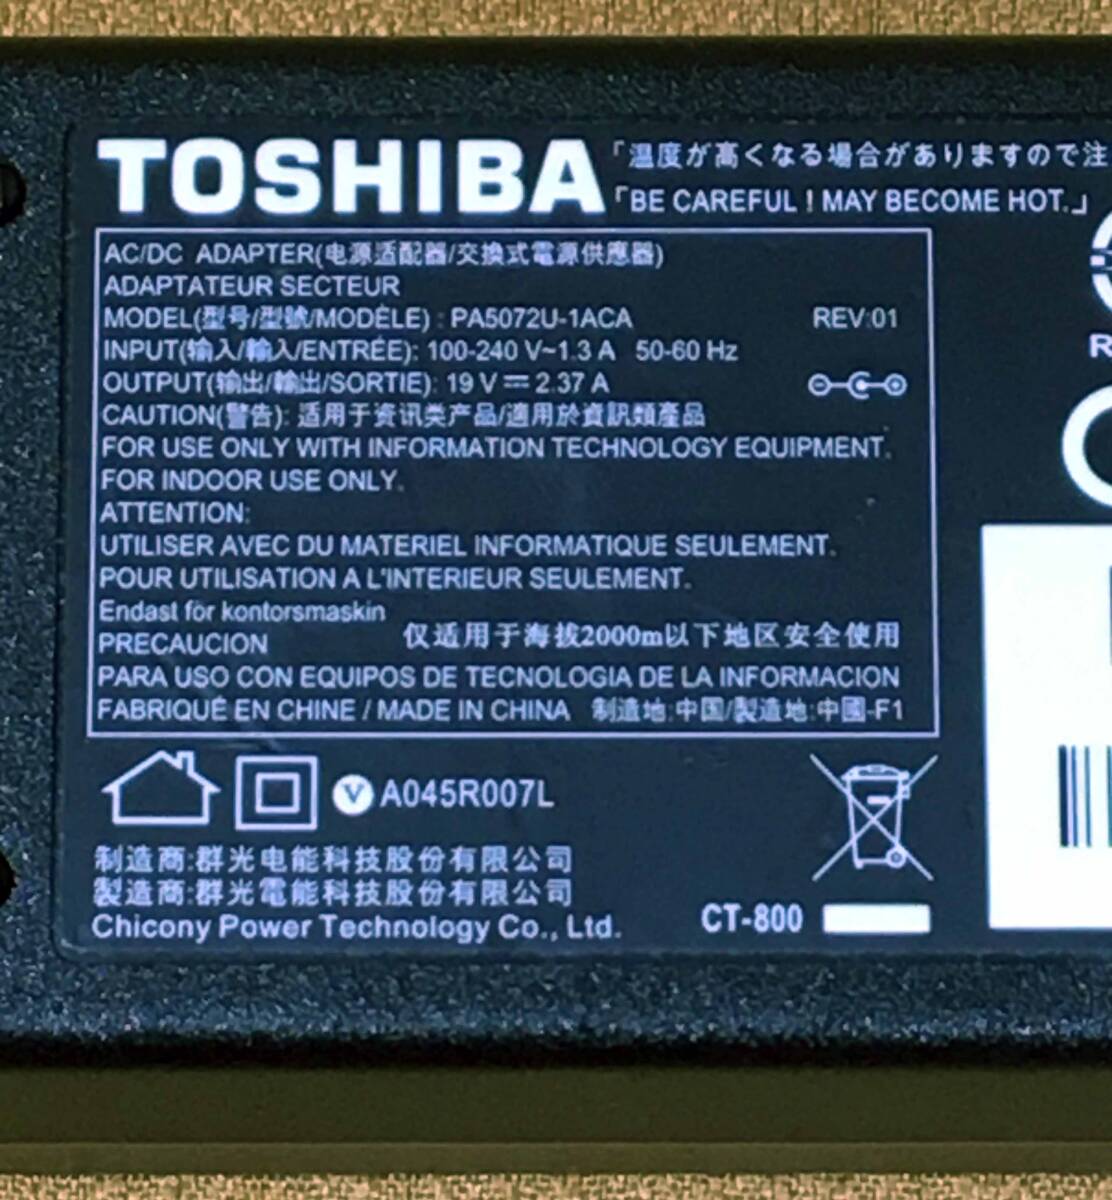 TOSHIBA
「温度が高くなる場合がありますので注
「BE CAREFUL ! MAY BECOME HOT.」
AC/DC ADAPTER(电源适配器/交換式電源供應器)
ADAPTATEUR SECTEUR
MODEL(型号/型號/MODÈLE) : PA5072U-1ACA REV:01
INPUT(输入/輸入/ENTRÉE): 100-240 V~1.3 A 50-60 Hz
OUTPUT(输出/輸出/SORTIE): 19 V⎓2.37 A
CAUTION(警告): 适用于资讯类产品/適用於資訊類產品
FOR USE ONLY WITH INFORMATION TECHNOLOGY EQUIPMENT.
FOR INDOOR USE ONLY.
ATTENTION:
UTILISER AVEC DU MATERIEL INFORMATIQUE SEULEMENT.
POUR UTILISATION A L'INTERIEUR SEULEMENT.
Endast för kontorsmaskin
PRECAUCION 仅适用于海拔2000m以下地区安全使用
PARA USO CON EQUIPOS DE TECNOLOGIA DE LA INFORMACION
FABRIQUÉ EN CHINE / MADE IN CHINA 制造地:中国/製造地:中國-F1
V A045R007L
制造商:群光电能科技股份有限公司
製造商:群光電能科技股份有限公司
Chicony Power Technology Co., Ltd.
CT-800